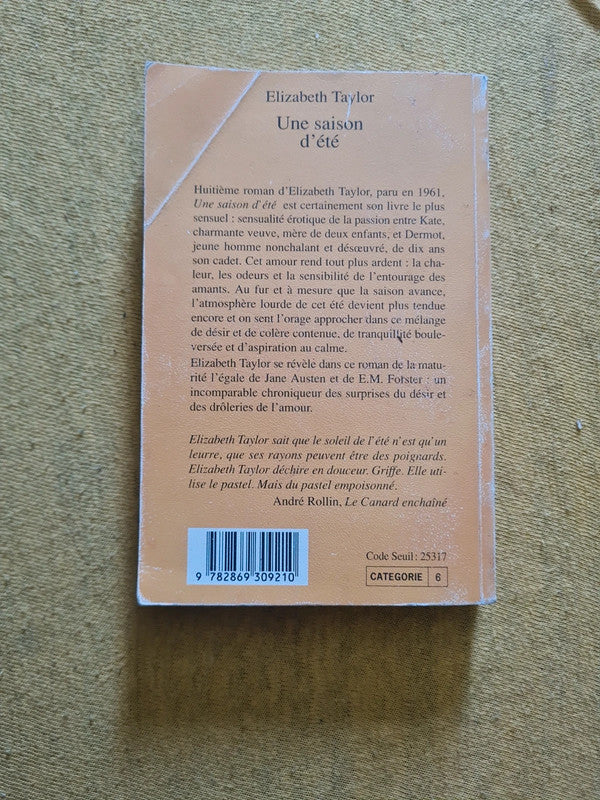 Elizabeth Taylor
Une saison
d'été
Huitième roman d'Elizabeth Taylor, paru en 1961,
Une saison d'été est certainement son livre le plus
sensuel : sensualité érotique de la passion entre Kate,
charmante veuve, mère de deux enfants, et Dermot,
jeune homme nonchalant et désœuvré, de dix ans
son cadet. Cet amour rend tout plus ardent : la cha-
leur, les odeurs et la sensibilité de l'entourage des
amants. Au fur et à mesure que la saison avance,
l'atmosphère lourde de cet été devient plus tendue
encore et on sent l'orage approcher dans ce mélange
de désir et de colère contenue, de tranquillité boule-
versée et d'aspiration au calme.
Elizabeth Taylor se révèle dans ce roman de la matu-
rité l'égale de Jane Austen et de E.M. Forster : un
incomparable chroniqueur des surprises du désir et
des drôleries de l'amour.
Elizabeth Taylor sait que le soleil de l'été n'est qu'un
leurre, que ses rayons peuvent être des poignards.
Elizabeth Taylor déchire en douceur. Griffe. Elle uti-
lise le pastel. Mais du pastel empoisonné.
André Rollin, Le Canard enchaîné
Code Seuil : 25317
CATEGORIE 6
9 782869 309210